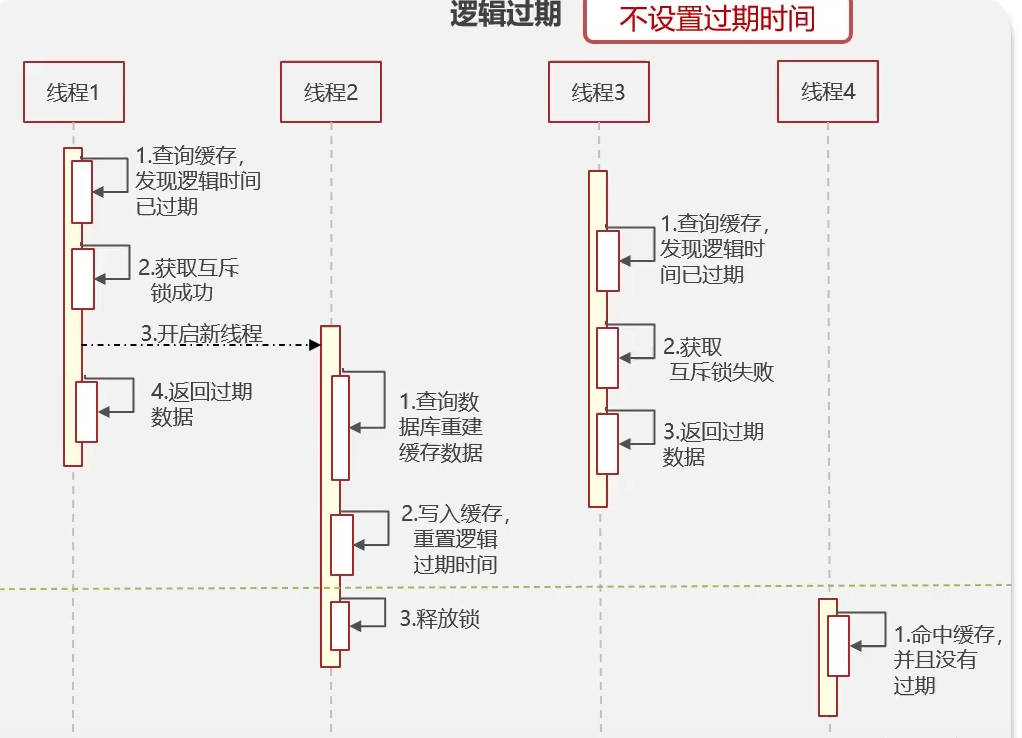 逻辑过期
不设置过期时间
线程1
线程2
线程3
线程4
1.查询缓存，
发现逻辑时间
已过期
2.获取互斥
锁成功
3.开启新线程
4.返回过期
数据
1.查询数
据库重建
缓存数据
2.写入缓存，
重置逻辑
过期时间
3.释放锁
1.查询缓存，
发现逻辑时
间已过期
2.获取
互斥锁失败
3.返回过期
数据
1.命中缓存，
并且没有
过期